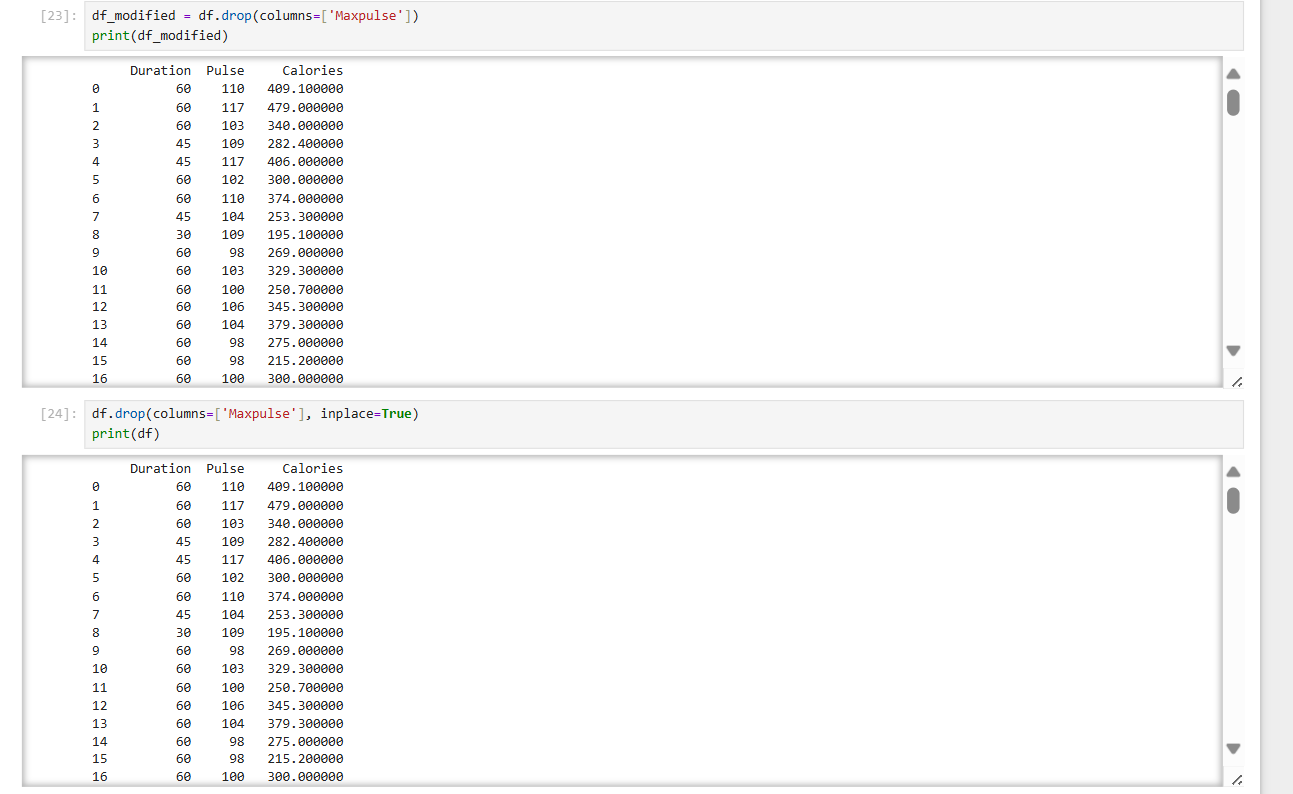 [23]: df_modified = df.drop(columns=['Maxpulse'])
print(df_modified)
Duration Pulse Calories
0 60 110 409.100000
1 60 117 479.000000
2 60 103 340.000000
3 45 109 282.400000
4 45 117 406.000000
5 60 102 300.000000
6 60 110 374.000000
7 45 104 253.300000
8 30 109 195.100000
9 60 98 269.000000
10 60 103 329.300000
11 60 100 250.700000
12 60 106 345.300000
13 60 104 379.300000
14 60 98 275.000000
15 60 98 215.200000
16 60 100 300.000000
[24]: df.drop(columns=['Maxpulse'], inplace=True)
print(df)
Duration Pulse Calories
0 60 110 409.100000
1 60 117 479.000000
2 60 103 340.000000
3 45 109 282.400000
4 45 117 406.000000
5 60 102 300.000000
6 60 110 374.000000
7 45 104 253.300000
8 30 109 195.100000
9 60 98 269.000000
10 60 103 329.300000
11 60 100 250.700000
12 60 106 345.300000
13 60 104 379.300000
14 60 98 275.000000
15 60 98 215.200000
16 60 100 300.000000